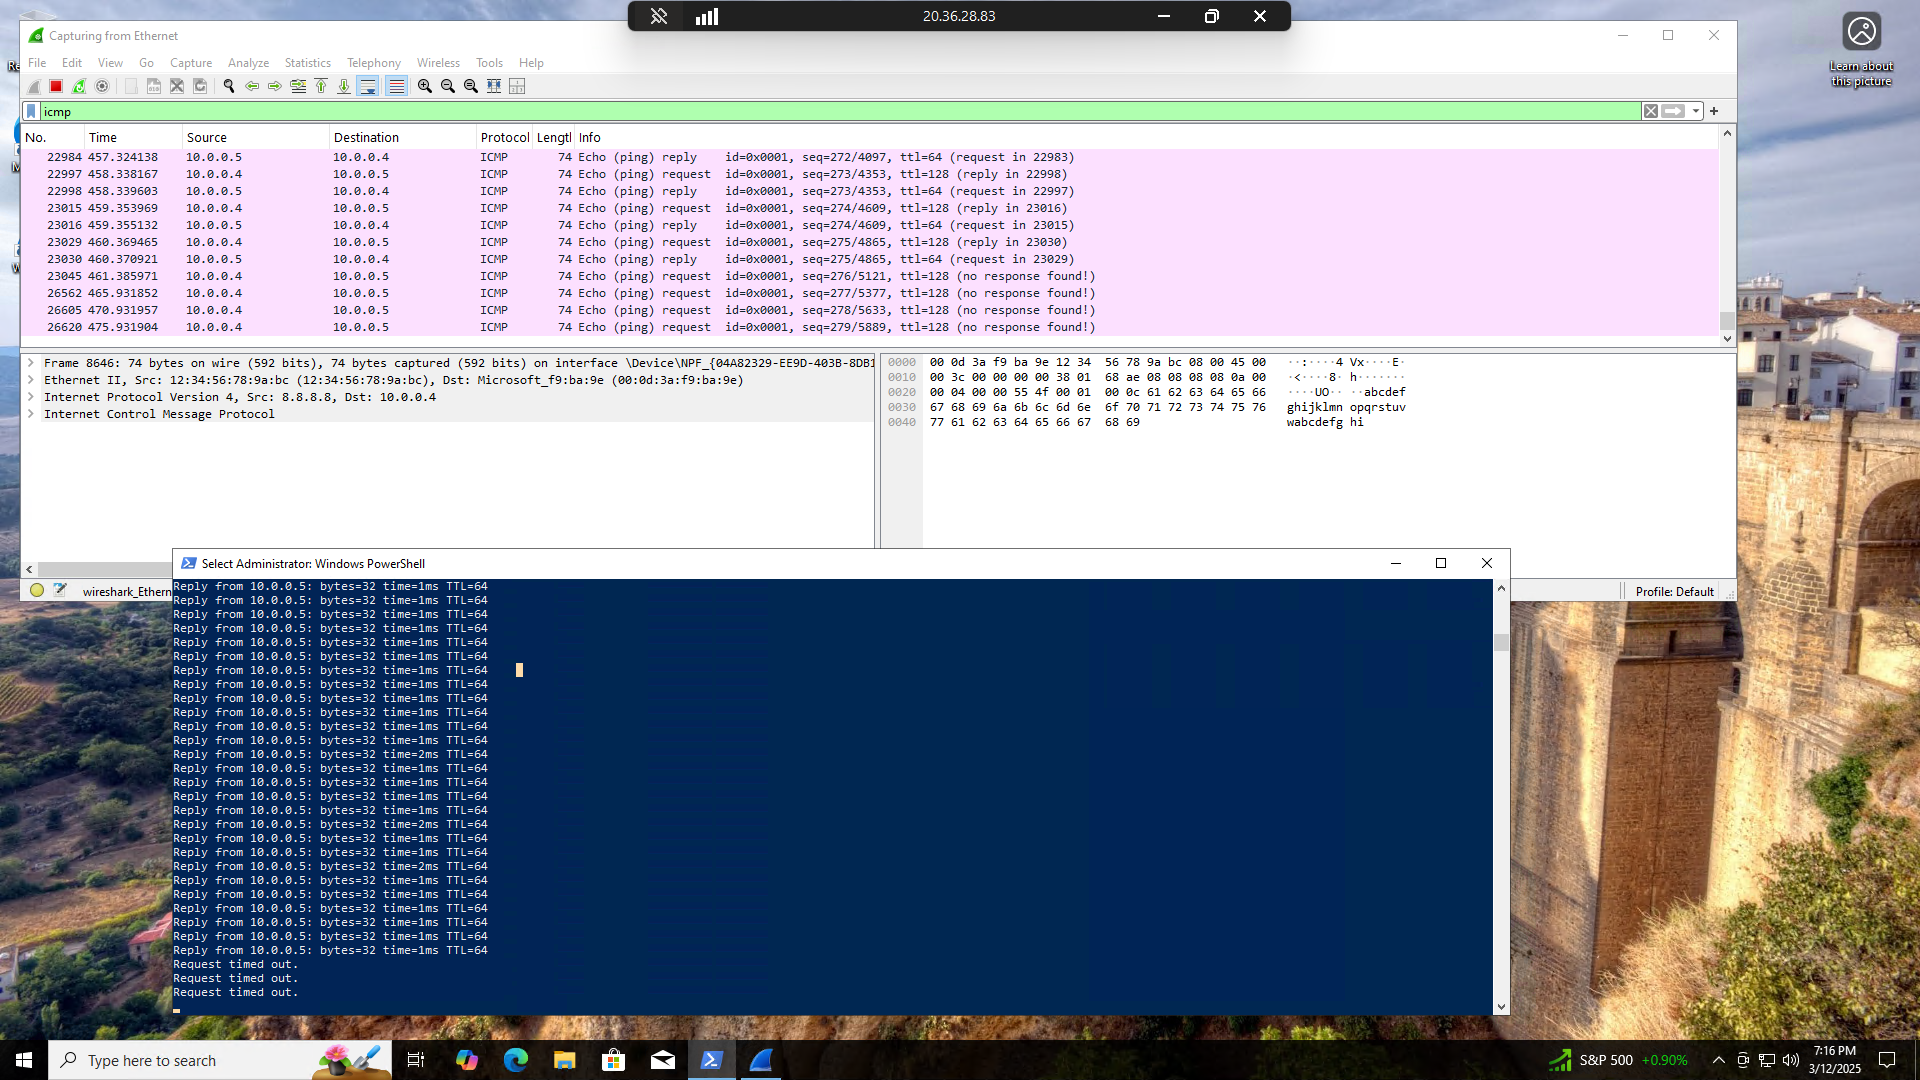 20.36.28.83
Capturing from Ethernet
Learn about
this picture
File Edit View Go Capture Analyze Statistics Telephony Wireless Tools Help
icmp
No. Time Source Destination Protocol Lengtl Info
22984 457.324138 10.0.0.5 10.0.0.4 ICMP 74 Echo (ping) reply id=0x0001, seq=272/4097, ttl=64 (request in 22983)
22997 458.338167 10.0.0.4 10.0.0.5 ICMP 74 Echo (ping) request id=0x0001, seq=273/4353, ttl=128 (reply in 22998)
22998 458.339603 10.0.0.5 10.0.0.4 ICMP 74 Echo (ping) reply id=0x0001, seq=273/4353, ttl=64 (request in 22997)
23015 459.353969 10.0.0.4 10.0.0.5 ICMP 74 Echo (ping) request id=0x0001, seq=274/4609, ttl=128 (reply in 23016)
23016 459.355132 10.0.0.5 10.0.0.4 ICMP 74 Echo (ping) reply id=0x0001, seq=274/4609, ttl=64 (request in 23015)
23029 460.369465 10.0.0.4 10.0.0.5 ICMP 74 Echo (ping) request id=0x0001, seq=275/4865, ttl=128 (reply in 23030)
23030 460.370921 10.0.0.5 10.0.0.4 ICMP 74 Echo (ping) reply id=0x0001, seq=275/4865, ttl=64 (request in 23029)
23045 461.385971 10.0.0.4 10.0.0.5 ICMP 74 Echo (ping) request id=0x0001, seq=276/5121, ttl=128 (no response found!)
26562 465.931852 10.0.0.4 10.0.0.5 ICMP 74 Echo (ping) request id=0x0001, seq=277/5377, ttl=128 (no response found!)
26605 470.931957 10.0.0.4 10.0.0.5 ICMP 74 Echo (ping) request id=0x0001, seq=278/5633, ttl=128 (no response found!)
26620 475.931904 10.0.0.4 10.0.0.5 ICMP 74 Echo (ping) request id=0x0001, seq=279/5889, ttl=128 (no response found!)
Frame 8646: 74 bytes on wire (592 bits), 74 bytes captured (592 bits) on interface \Device\NPF_{04A82329-EE9D-403B-8DB1
Ethernet II, Src: 12:34:56:78:9a:bc (12:34:56:78:9a:bc), Dst: Microsoft_f9:ba:9e (00:0d:3a:f9:ba:9e)
Internet Protocol Version 4, Src: 8.8.8.8, Dst: 10.0.0.4
Internet Control Message Protocol
0000 00 0d 3a f9 ba 9e 12 34 56 78 9a bc 08 00 45 00 ··:····4 Vx····E·
0010 00 3c 00 00 00 00 38 01 68 ae 08 08 08 08 0a 00 ·<····8· h·······
0020 00 04 00 00 55 4f 00 01 00 0c 61 62 63 64 65 66 ····UO·· ··abcdef
0030 67 68 69 6a 6b 6c 6d 6e 6f 70 71 72 73 74 75 76 ghijklmn opqrstuv
0040 77 61 62 63 64 65 66 67 68 69 wabcdefg hi
wireshark_Ethern
Profile: Default
Select Administrator: Windows PowerShell
Reply from 10.0.0.5: bytes=32 time=1ms TTL=64
Reply from 10.0.0.5: bytes=32 time=1ms TTL=64
Reply from 10.0.0.5: bytes=32 time=1ms TTL=64
Reply from 10.0.0.5: bytes=32 time=1ms TTL=64
Reply from 10.0.0.5: bytes=32 time=1ms TTL=64
Reply from 10.0.0.5: bytes=32 time=1ms TTL=64
Reply from 10.0.0.5: bytes=32 time=1ms TTL=64
Reply from 10.0.0.5: bytes=32 time=1ms TTL=64
Reply from 10.0.0.5: bytes=32 time=1ms TTL=64
Reply from 10.0.0.5: bytes=32 time=1ms TTL=64
Reply from 10.0.0.5: bytes=32 time=1ms TTL=64
Reply from 10.0.0.5: bytes=32 time=1ms TTL=64
Reply from 10.0.0.5: bytes=32 time=2ms TTL=64
Reply from 10.0.0.5: bytes=32 time=1ms TTL=64
Reply from 10.0.0.5: bytes=32 time=1ms TTL=64
Reply from 10.0.0.5: bytes=32 time=1ms TTL=64
Reply from 10.0.0.5: bytes=32 time=1ms TTL=64
Reply from 10.0.0.5: bytes=32 time=2ms TTL=64
Reply from 10.0.0.5: bytes=32 time=1ms TTL=64
Reply from 10.0.0.5: bytes=32 time=1ms TTL=64
Reply from 10.0.0.5: bytes=32 time=2ms TTL=64
Reply from 10.0.0.5: bytes=32 time=1ms TTL=64
Reply from 10.0.0.5: bytes=32 time=1ms TTL=64
Reply from 10.0.0.5: bytes=32 time=1ms TTL=64
Reply from 10.0.0.5: bytes=32 time=1ms TTL=64
Reply from 10.0.0.5: bytes=32 time=1ms TTL=64
Reply from 10.0.0.5: bytes=32 time=1ms TTL=64
Request timed out.
Request timed out.
Request timed out.
Type here to search
S&P 500 +0.90%
7:16 PM
3/12/2025